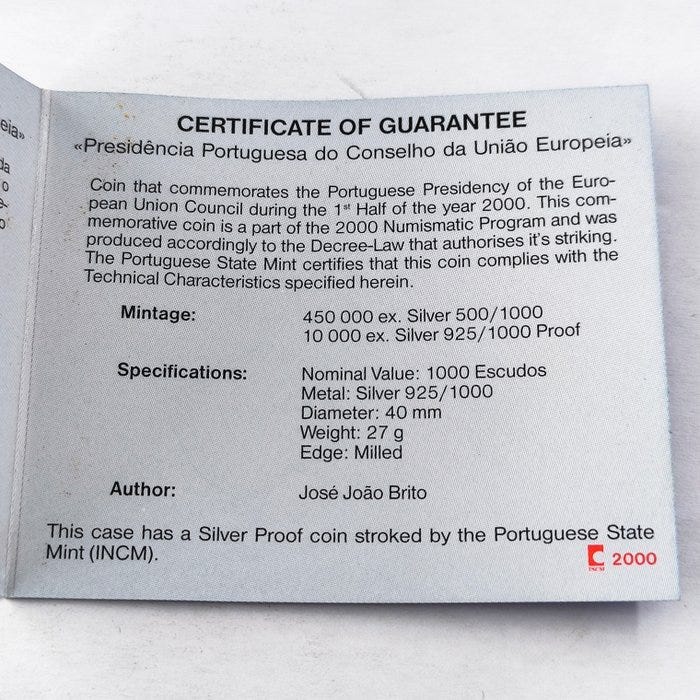 eia»
da
o
e-
o
CERTIFICATE OF GUARANTEE
«Presidência Portuguesa do Conselho da União Europeia»
Coin that commemorates the Portuguese Presidency of the Euro-
pean Union Council during the 1st Half of the year 2000. This com-
memorative coin is a part of the 2000 Numismatic Program and was
produced accordingly to the Decree-Law that authorises it's striking.
The Portuguese State Mint certifies that this coin complies with the
Technical Characteristics specified herein.
Mintage: 450 000 ex. Silver 500/1000
10 000 ex. Silver 925/1000 Proof
Specifications: Nominal Value: 1000 Escudos
Metal: Silver 925/1000
Diameter: 40 mm
Weight: 27 g
Edge: Milled
Author: José João Brito
This case has a Silver Proof coin stroked by the Portuguese State
Mint (INCM).
INCM 2000